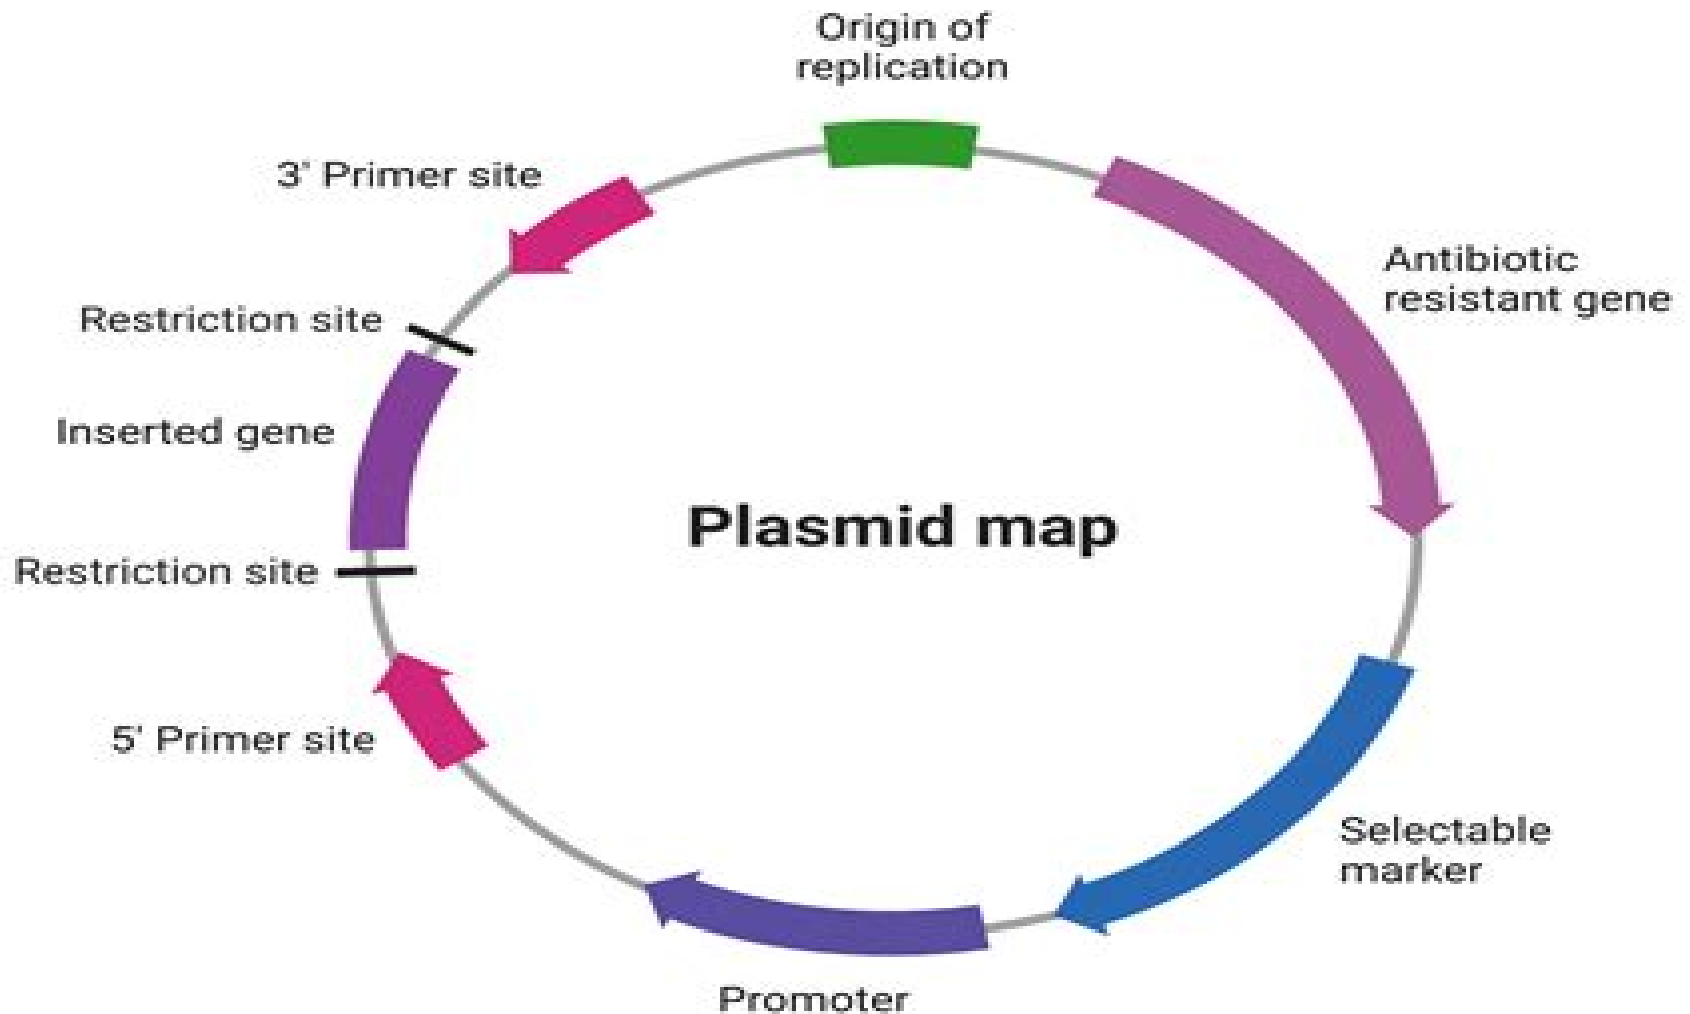 Origin of
replication
3' Primer site
Antibiotic
resistant gene
Restriction site
Inserted gene
Plasmid map
Restriction site
5' Primer site
Selectable
marker
Promoter